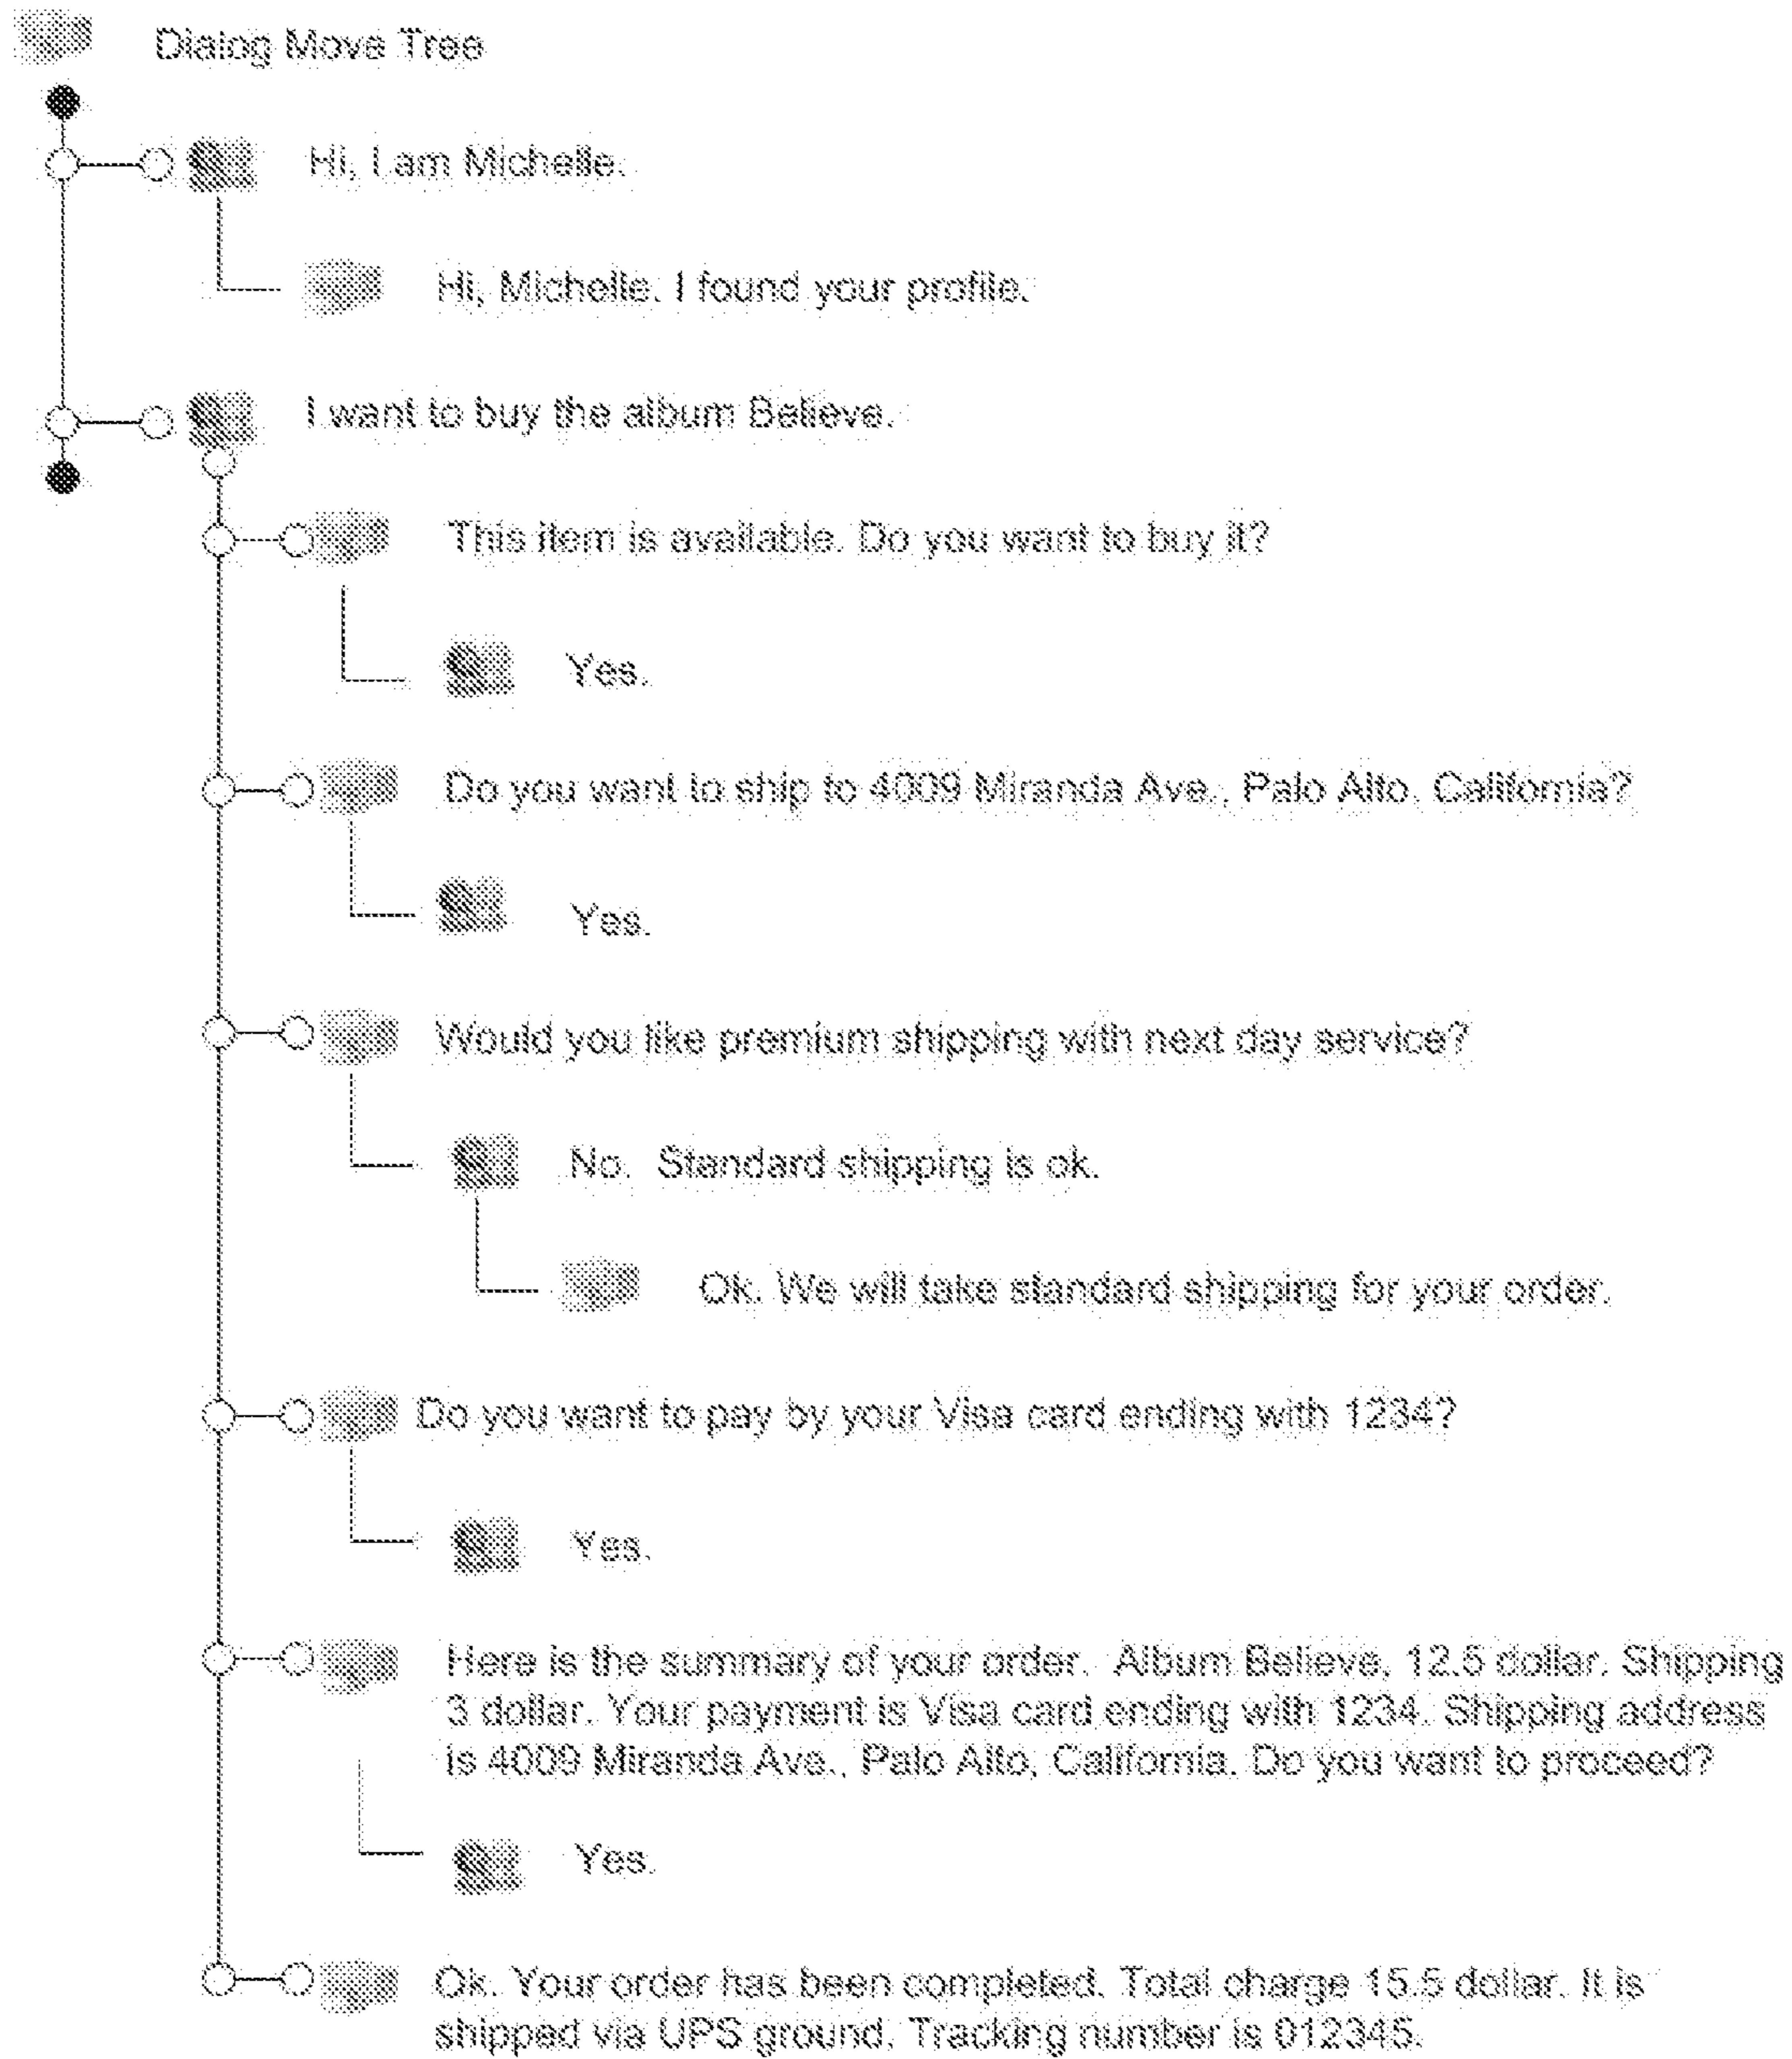 Dialog Move Tree
Hi, I am Michelle.
Hi, Michelle. I found your profile.
I want to buy the album Believe.
This item is available. Do you want to buy it?
Yes.
Do you want to ship to 4009 Miranda Ave., Palo Alto, California?
Yes.
Would you like premium shipping with next day service?
No. Standard shipping is ok.
Ok. We will take standard shipping for your order.
Do you want to pay by your Visa card ending with 1234?
Yes.
Here is the summary of your order. Album Believe, 12.5 dollar. Shipping
3 dollar. Your payment is Visa card ending with 1234. Shipping address
is 4009 Miranda Ave., Palo Alto, California. Do you want to proceed?
Yes.
Ok. Your order has been completed. Total charge 15.5 dollar. It is
shipped via UPS ground. Tracking number is 012345.